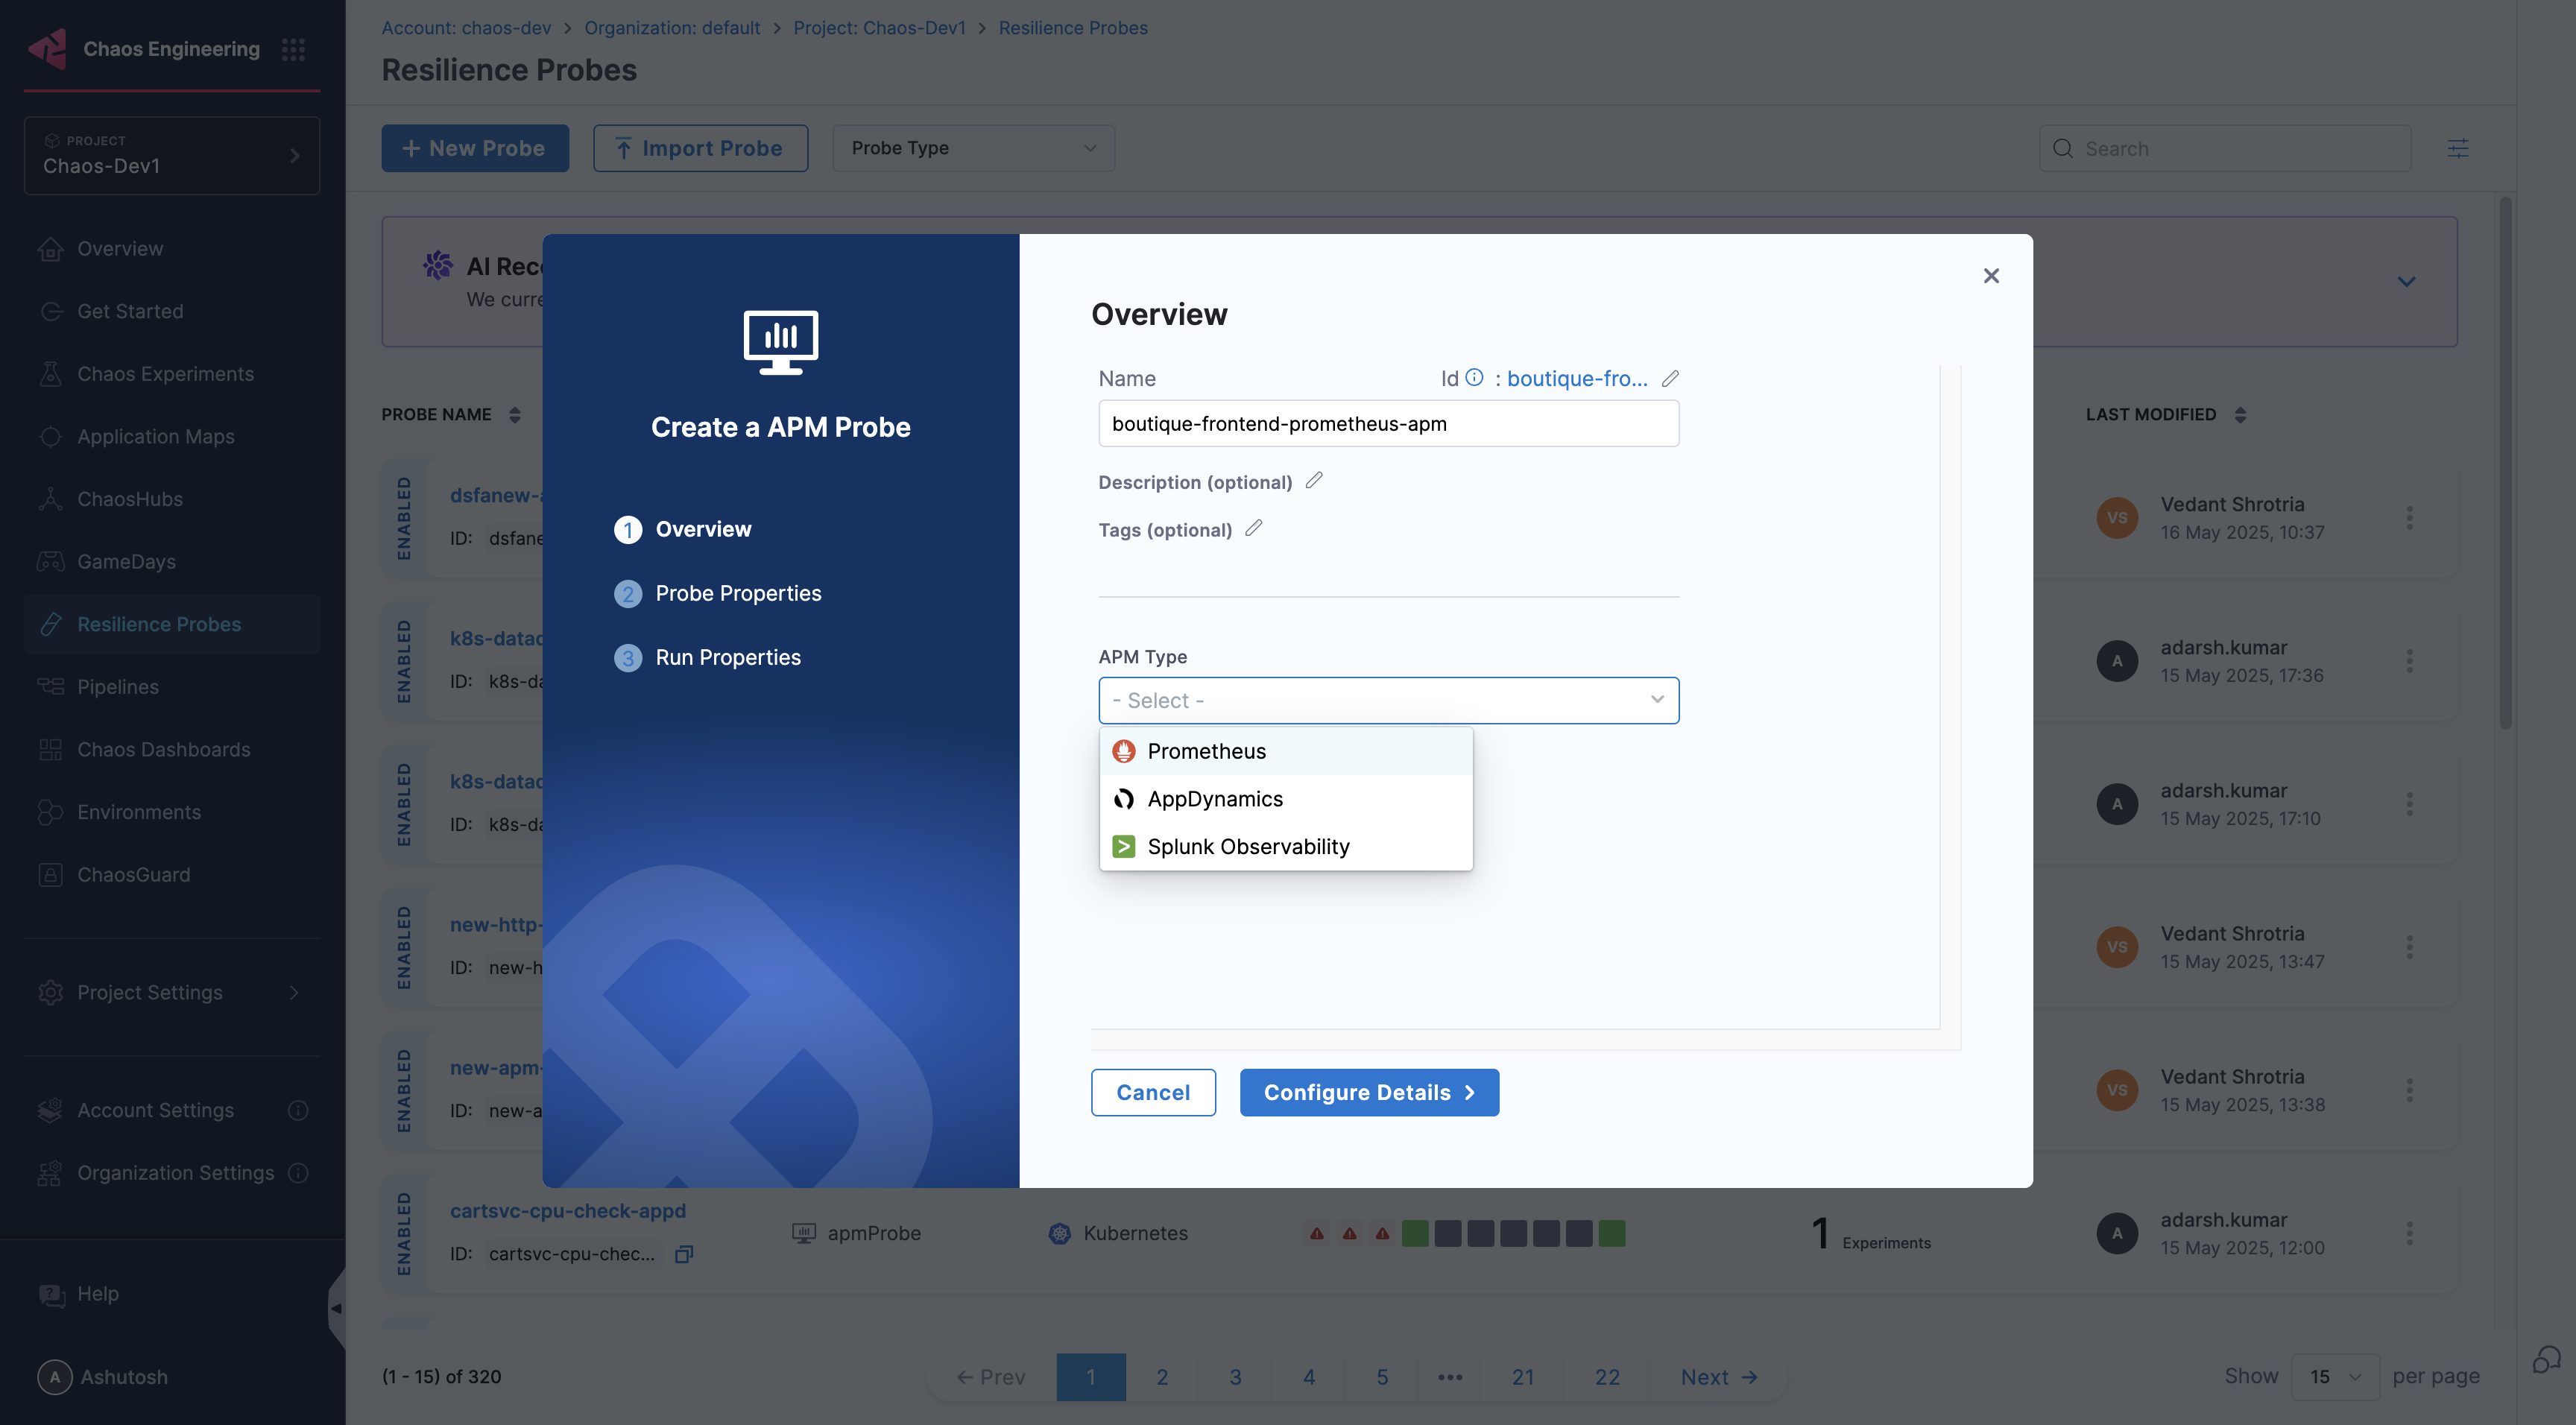 Chaos Engineering
PROJECT
Chaos-Dev1
Overview
Get Started
Chaos Experiments
Application Maps
ChaosHubs
GameDays
Resilience Probes
Pipelines
Chaos Dashboards
Environments
ChaosGuard
Project Settings
Account Settings
Organization Settings
Help
A Ashutosh
Account: chaos-dev > Organization: default > Project: Chaos-Dev1 > Resilience Probes
Resilience Probes
+ New Probe
Import Probe
Probe Type
Search
AI Reco
We curre
PROBE NAME
LAST MODIFIED
ENABLED
dsfanew-a
ID: dsfane
VS
Vedant Shrotria
16 May 2025, 10:37
ENABLED
k8s-datad
ID: k8s-da
A
adarsh.kumar
15 May 2025, 17:36
ENABLED
k8s-datad
ID: k8s-da
A
adarsh.kumar
15 May 2025, 17:10
ENABLED
new-http-
ID: new-h
VS
Vedant Shrotria
15 May 2025, 13:47
ENABLED
new-apm-
ID: new-a
VS
Vedant Shrotria
15 May 2025, 13:38
ENABLED
cartsvc-cpu-check-appd
ID: cartsvc-cpu-chec...
apmProbe
Kubernetes
1 Experiments
A
adarsh.kumar
15 May 2025, 12:00
(1 - 15) of 320
← Prev 1 2 3 4 5 ••• 21 22 Next →
Show 15 per page
Create a APM Probe
1 Overview
2 Probe Properties
3 Run Properties
Overview
Name
Id : boutique-fro...
boutique-frontend-prometheus-apm
Description (optional)
Tags (optional)
APM Type
- Select -
Prometheus
AppDynamics
Splunk Observability
Cancel
Configure Details >